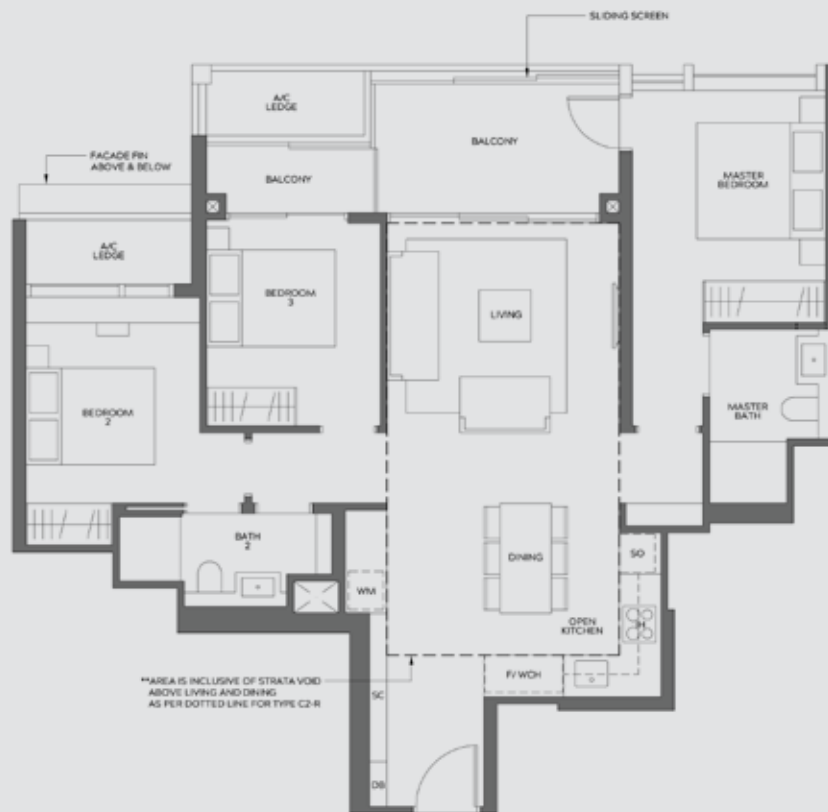 SLIDING SCREEN
A/C
LEDGE
FACADE FIN
ABOVE & BELOW
BALCONY
BALCONY
MASTER
BEDROOM
A/C
LEDGE
BEDROOM
3
LIVING
BEDROOM
2
MASTER
BATH
BATH
2
DINING
SO
WM
OPEN
KITCHEN
H
F/WCH
**AREA IS INCLUSIVE OF STRATA VOID
ABOVE LIVING AND DINING
AS PER DOTTED LINE FOR TYPE C2-R
SC
DB